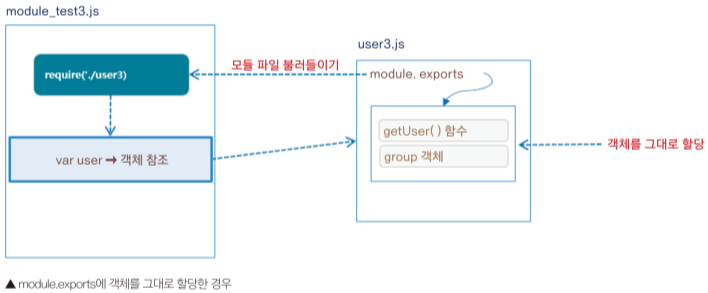 module_test3.js
user3.js
require('./user3)
모듈 파일 불러들이기
module. exports
getUser( ) 함수
group 객체
객체를 그대로 할당
var user → 객체 참조
▲ module.exports에 객체를 그대로 할당한 경우